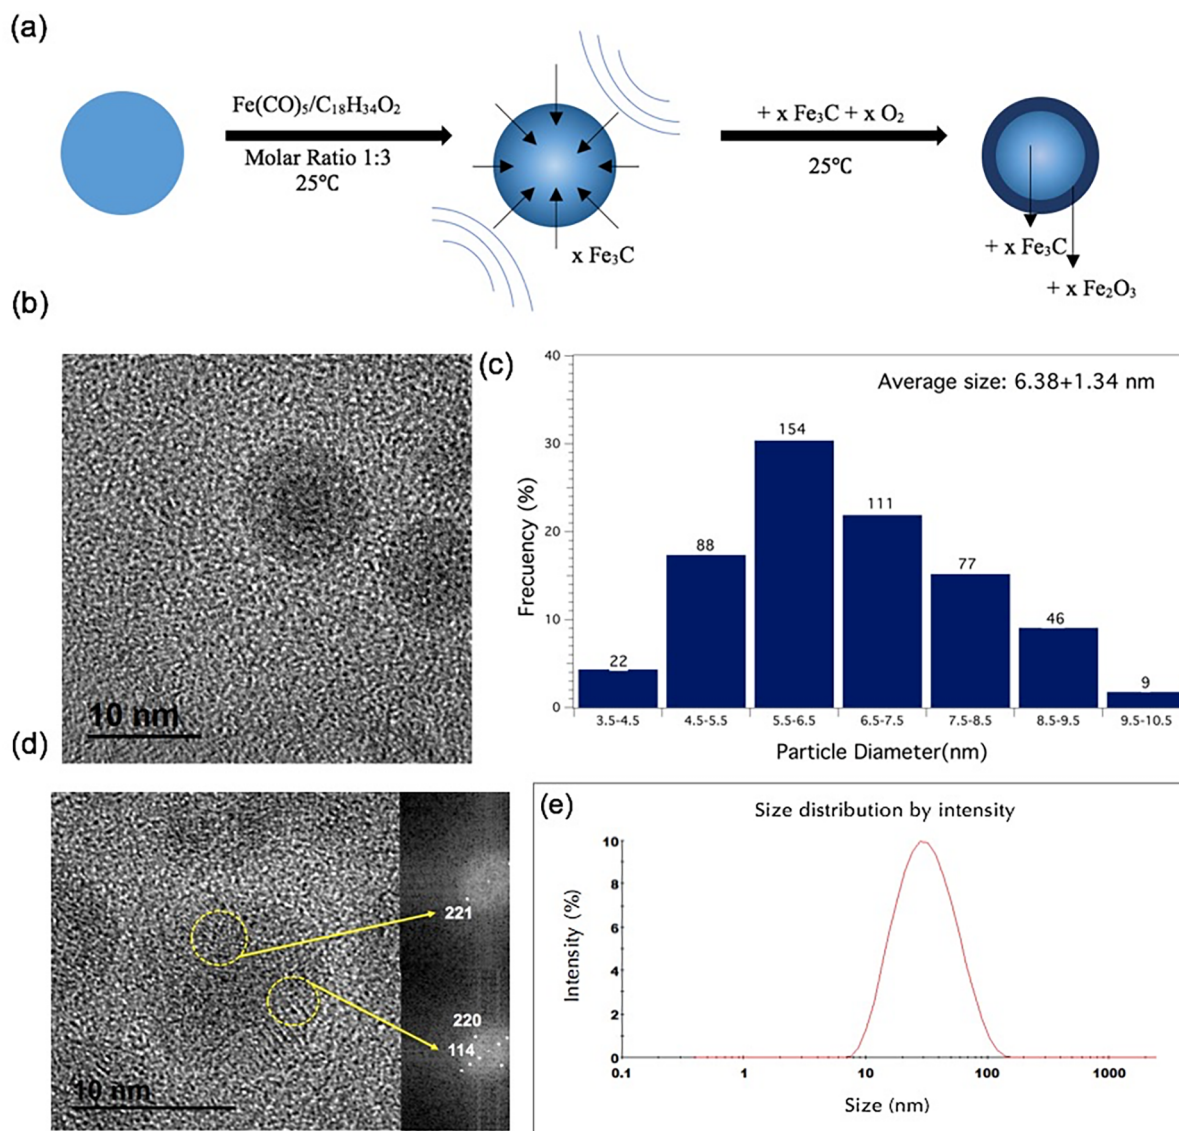 (a)
Fe(CO)₅/C₁₈H₃₄O₂
Molar Ratio 1:3
25℃
x Fe₃C
+ x Fe₃C + x O₂
25℃
+ x Fe₃C
+ x Fe₂O₃
(b)
10 nm
(c)
Average size: 6.38+1.34 nm
Frecuency (%)
40
30
20
10
0
22
88
154
111
77
46
9
3.5-4.5
4.5-5.5
5.5-6.5
6.5-7.5
7.5-8.5
8.5-9.5
9.5-10.5
Particle Diameter(nm)
(d)
221
220
114
10 nm
(e)
Size distribution by intensity
Intensity (%)
10
8
6
4
2
0
0.1
1
10
100
1000
Size (nm)